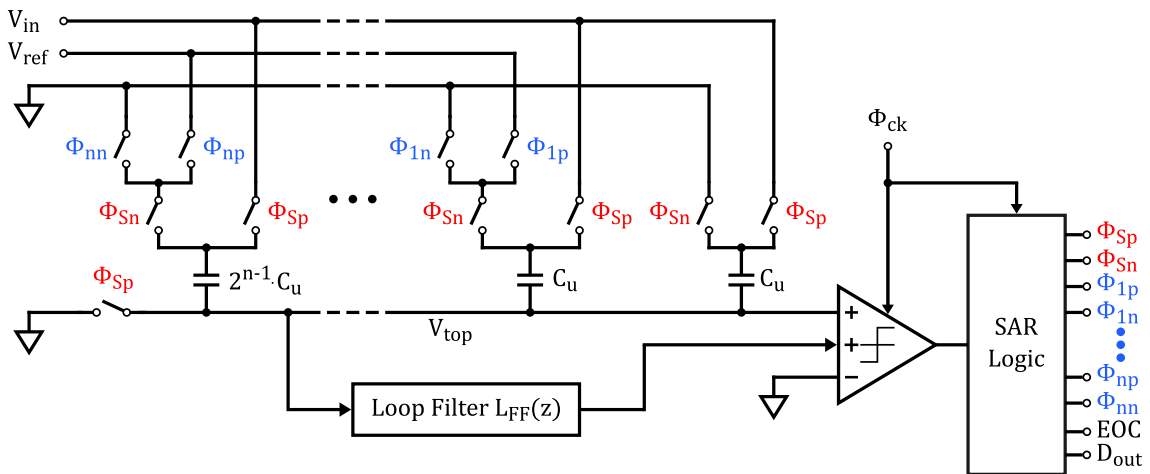 V_in
V_ref
Φ_ck
Φ_nn Φ_np Φ_1n Φ_1p
Φ_Sn Φ_Sp Φ_Sn Φ_Sp Φ_Sn Φ_Sp
Φ_Sp 2^{n-1}·C_u C_u C_u
V_top
+
+
−
Loop Filter L_FF(z)
SAR
Logic
Φ_Sp
Φ_Sn
Φ_1p
Φ_1n
Φ_np
Φ_nn
EOC
D_out